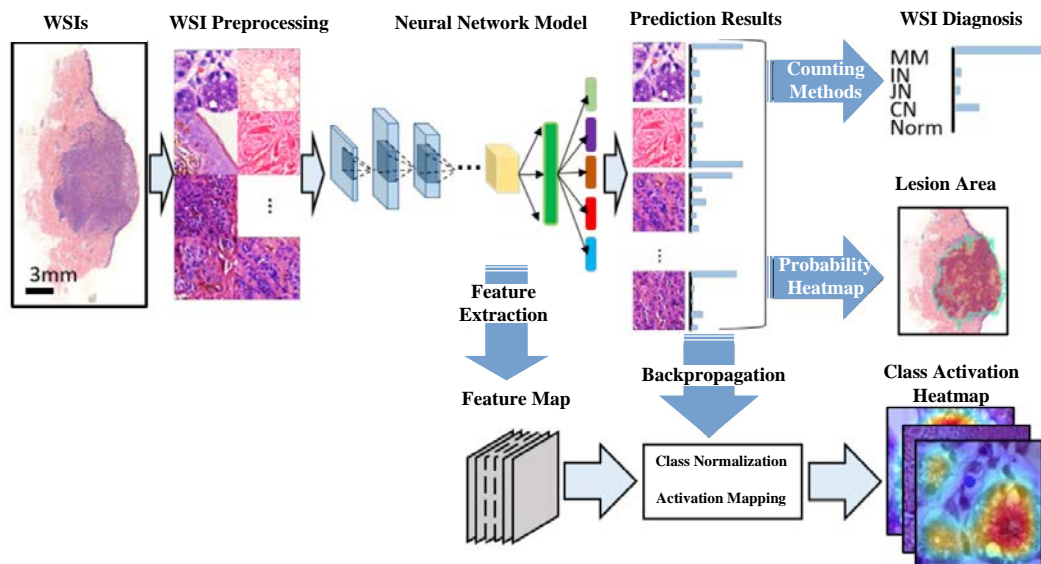 WSIs
WSI Preprocessing
Neural Network Model
Prediction Results
WSI Diagnosis
3mm
Counting
Methods
MM
IN
JN
CN
Norm
Lesion Area
Probability
Heatmap
Feature
Extraction
Backpropagation
Feature Map
Class Normalization
Activation Mapping
Class Activation
Heatmap